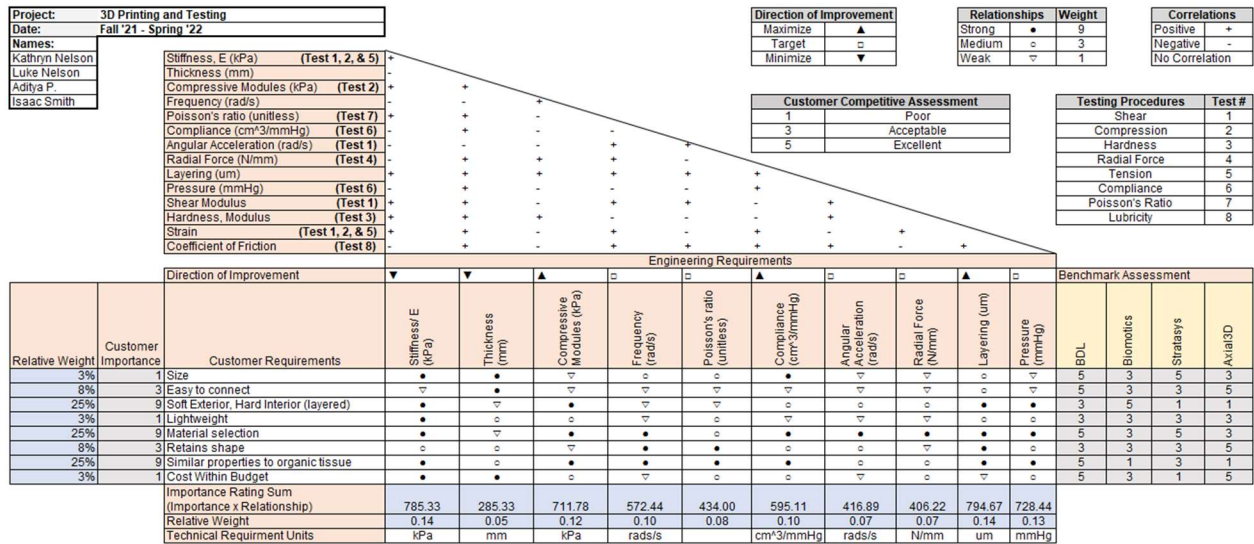 Project: 3D Printing and Testing
Date: Fall '21 - Spring '22
Names:
Kathryn Nelson
Luke Nelson
Aditya P.
Isaac Smith
Direction of Improvement
Maximize ▲
Target □
Minimize ▼
Relationships Weight
Strong ● 9
Medium ○ 3
Weak ▽ 1
Correlations
Positive +
Negative -
No Correlation
Customer Competitive Assessment
1 Poor
3 Acceptable
5 Excellent
Testing Procedures Test #
Shear 1
Compression 2
Hardness 3
Radial Force 4
Tension 5
Compliance 6
Poisson's Ratio 7
Lubricity 8
Stiffness, E (kPa) (Test 1, 2, & 5) +
Thickness (mm) -
Compressive Modules (kPa) (Test 2) + +
Frequency (rad/s) - - +
Poisson's ratio (unitless) (Test 7) + + -
Compliance (cm^3/mmHg) (Test 6) - + - -
Angular Acceleration (rad/s) (Test 1) - - - + +
Radial Force (N/mm) (Test 4) - + + + -
Layering (um) + + + + + +
Pressure (mmHg) (Test 6) - + - - - +
Shear Modulus (Test 1) + + - + + - +
Hardness, Modulus (Test 3) + + + - - - +
Strain (Test 1, 2, & 5) + + - + - + - +
Coefficient of Friction (Test 8) - + - + + + + - +
Engineering Requirements
Direction of Improvement ▼ ▼ ▲ □ □ ▲ □ □ ▲ □ Benchmark Assessment
Relative Weight Customer Importance Customer Requirements Stiffness/ E (kPa) Thickness (mm) Compressive Modules (kPa) Frequency (rad/s) Poisson's ratio (unitless) Compliance (cm^3/mmHg) Angular Acceleration (rad/s) Radial Force (N/mm) Layering (um) Pressure (mmHg) BDL Biomotics Stratasys Axial3D
3% 1 Size ● ● ▽ ○ ○ ● ▽ ▽ ○ ▽ 5 3 5 3
8% 3 Easy to connect ▽ ● ▽ ▽ ▽ ▽ ▽ ▽ ○ ▽ 5 3 3 5
25% 9 Soft Exterior, Hard Interior (layered) ● ▽ ● ▽ ▽ ○ ○ ○ ● ● 3 5 1 1
3% 1 Lightweight ● ○ ○ ▽ ○ ▽ ▽ ▽ ○ ○ 3 3 3 3
25% 9 Material selection ● ▽ ● ● ○ ● ● ● ● ● 5 3 5 3
8% 3 Retains shape ○ ○ ▽ ● ● ○ ○ ▽ ● ○ 3 3 3 5
25% 9 Similar properties to organic tissue ● ○ ● ● ● ● ○ ○ ● ● 5 1 3 1
3% 1 Cost Within Budget ● ● ○ ▽ ○ ○ ▽ ○ ▽ ○ 5 3 1 5
Importance Rating Sum
(Importance x Relationship) 785.33 285.33 711.78 572.44 434.00 595.11 416.89 406.22 794.67 728.44
Relative Weight 0.14 0.05 0.12 0.10 0.08 0.10 0.07 0.07 0.14 0.13
Technical Requirment Units kPa mm kPa rads/s cm^3/mmHg rads/s N/mm um mmHg